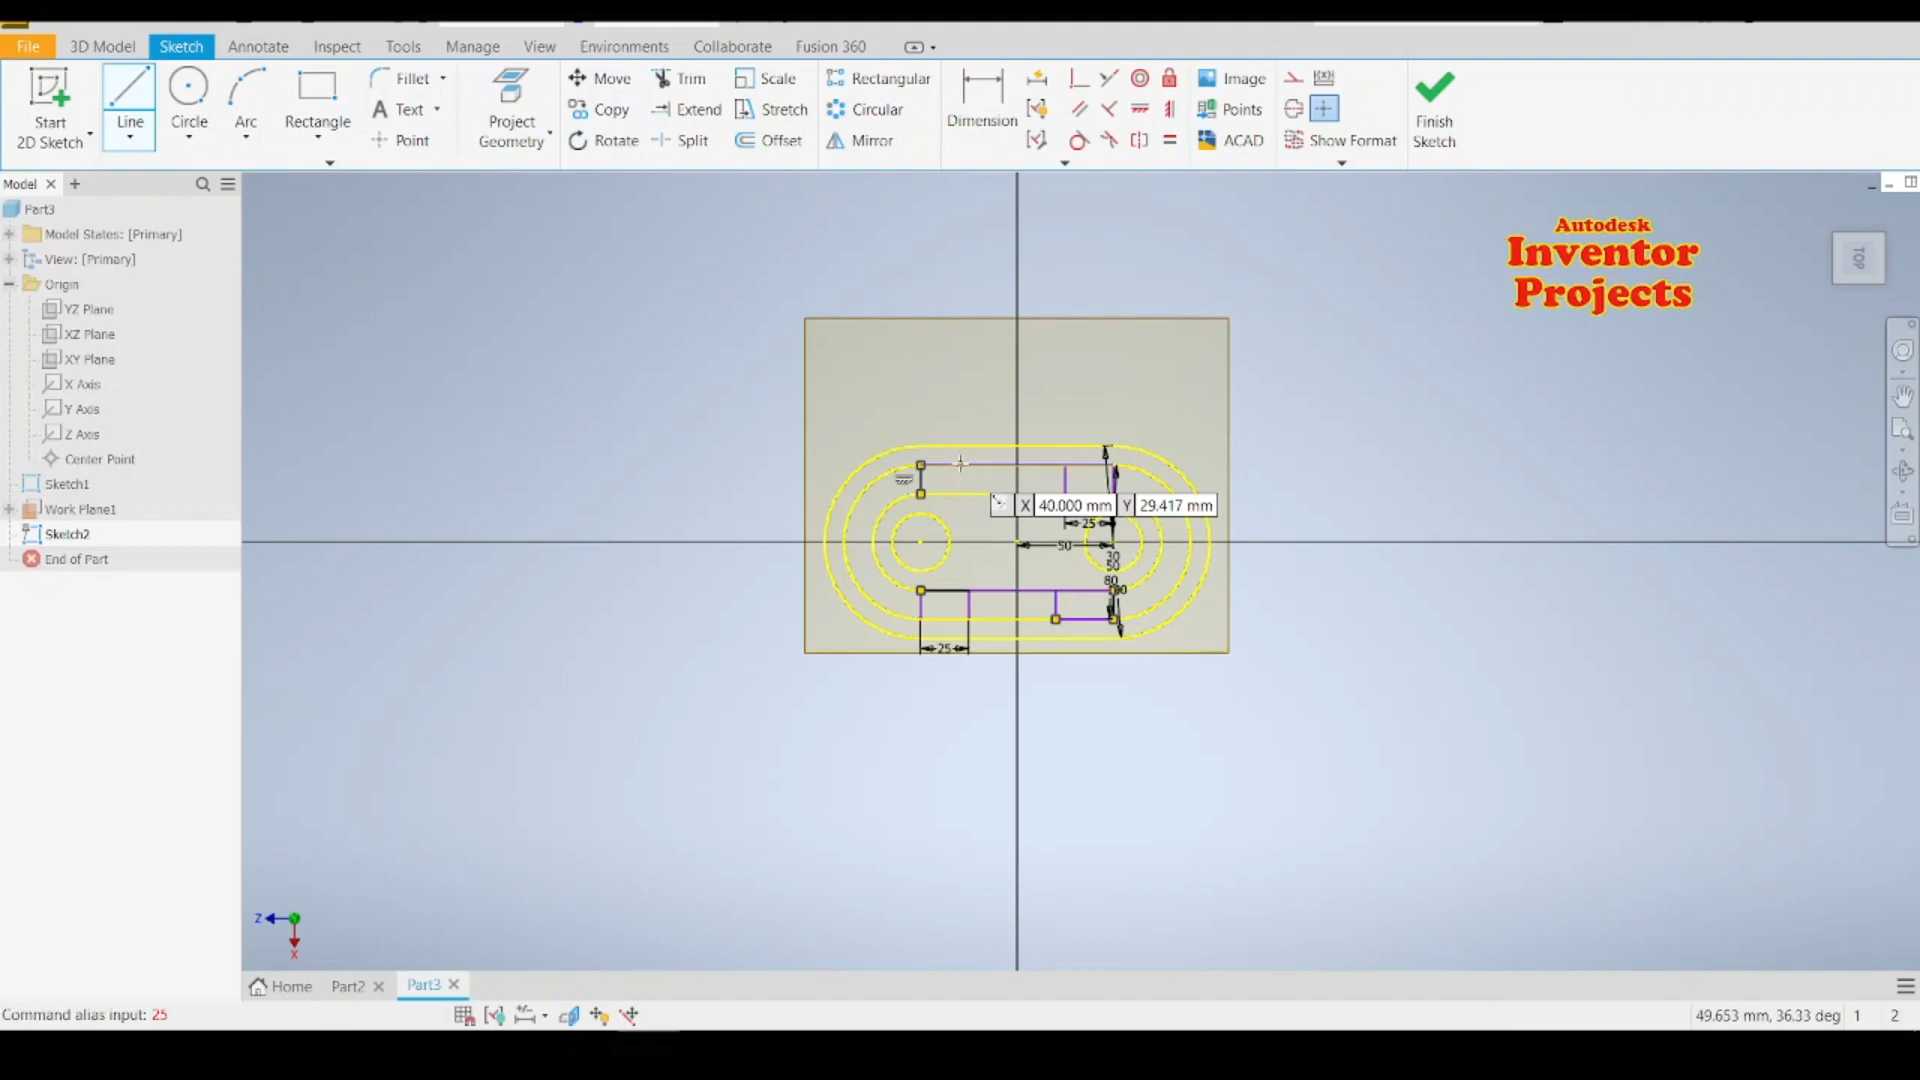 File
3D Model
Sketch
Annotate
Inspect
Tools
Manage
View
Environments
Collaborate
Fusion 360
Start
2D Sketch
Line
Circle
Arc
Rectangle
Fillet
Text
Point
Project
Geometry
Move
Copy
Rotate
Trim
Extend
Split
Scale
Stretch
Offset
Rectangular
Circular
Mirror
Dimension
Image
Points
ACAD
Show Format
Finish
Sketch
Model
Part3
Model States: [Primary]
View: [Primary]
Origin
YZ Plane
XZ Plane
XY Plane
X Axis
Y Axis
Z Axis
Center Point
Sketch1
Work Plane1
Sketch2
End of Part
Autodesk
Inventor
Projects
TOP
X 40.000 mm Y 29.417 mm
25
50
30
50
80
25
Z
X
Home
Part2
Part3
Command alias input: 25
49.653 mm, 36.33 deg 1 2